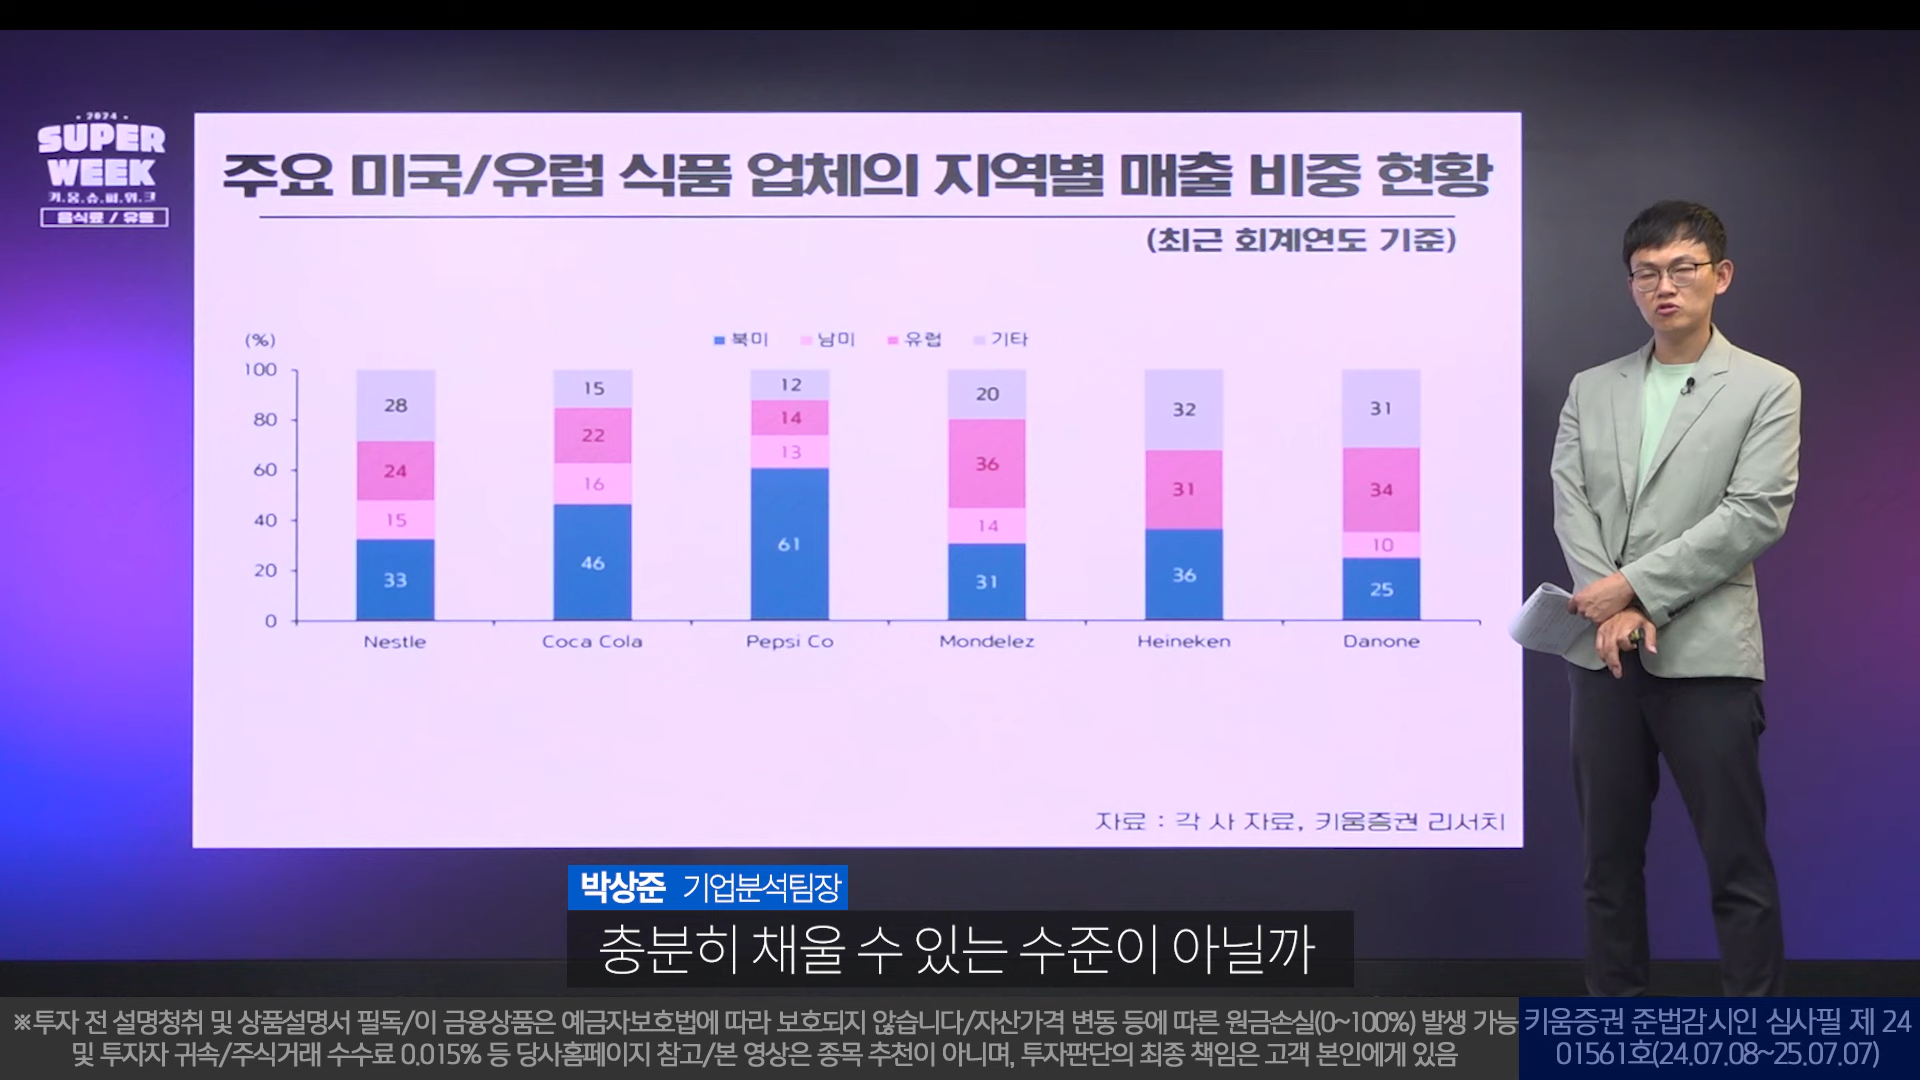 · 2024 ·
SUPER
WEEK
키.움.슈.퍼.위.크
음식료 / 유통
주요 미국/유럽 식품 업체의 지역별 매출 비중 현황
(최근 회계연도 기준)
(%)
북미 남미 유럽 기타
100
80
60
40
20
0
28 15 12 20 32 31
24 22 14 36 31 34
15 16 13 14 10
33 46 61 31 36 25
Nestle Coca Cola Pepsi Co Mondelez Heineken Danone
자료 : 각 사 자료, 키움증권 리서치
박상준 기업분석팀장
충분히 채울 수 있는 수준이 아닐까
※투자 전 설명청취 및 상품설명서 필독/이 금융상품은 예금자보호법에 따라 보호되지 않습니다/자산가격 변동 등에 따른 원금손실(0~100%) 발생 가능
및 투자자 귀속/주식거래 수수료 0.015% 등 당사홈페이지 참고/본 영상은 종목 추천이 아니며, 투자판단의 최종 책임은 고객 본인에게 있음
키움증권 준법감시인 심사필 제 24
01561호(24.07.08~25.07.07)